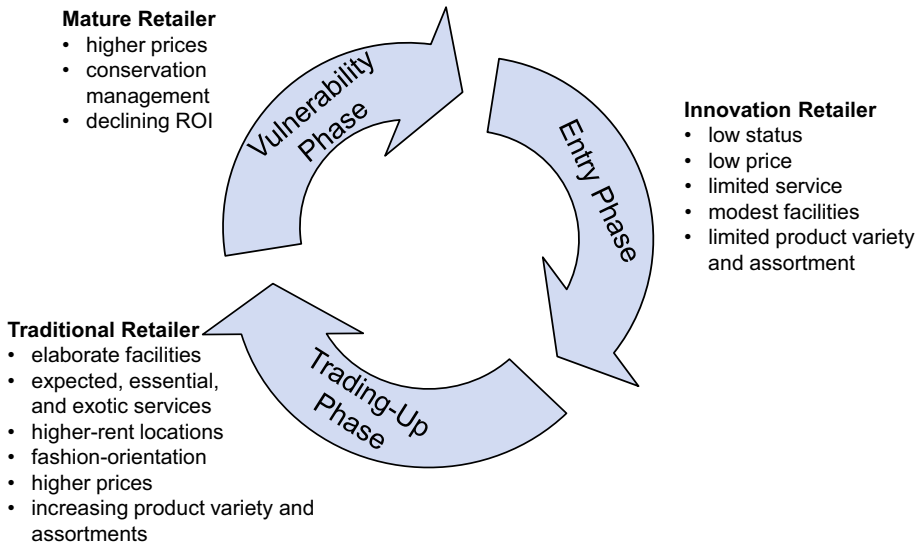 Mature Retailer
• higher prices
• conservation
management
• declining ROI
Vulnerability
Phase
Entry Phase
Innovation Retailer
• low status
• low price
• limited service
• modest facilities
• limited product variety
and assortment
Traditional Retailer
• elaborate facilities
• expected, essential,
and exotic services
• higher-rent locations
• fashion-orientation
• higher prices
• increasing product variety and
assortments
Trading-Up
Phase